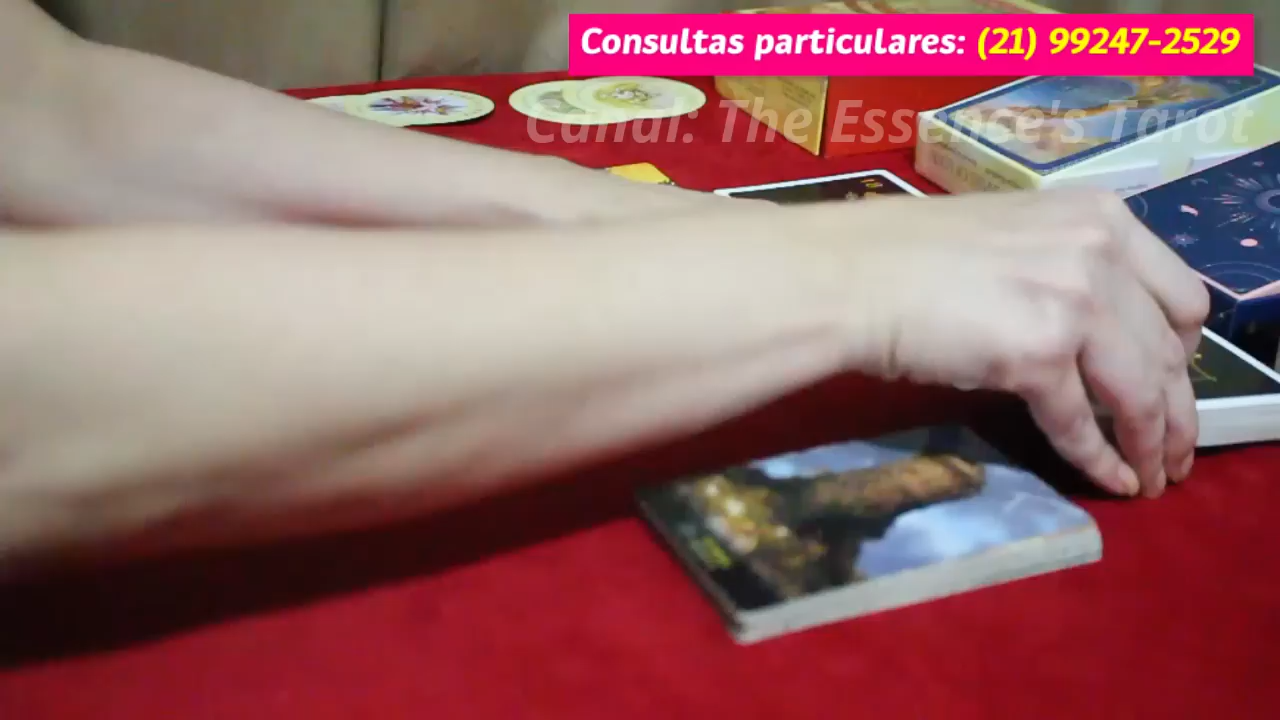 Consultas particulares: (21) 99247-2529
Canal: The Essence's Tarot